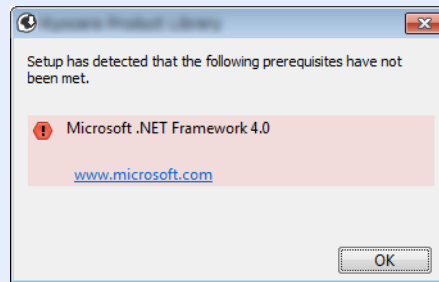 Setup has detected that the following prerequisites have not
been met.
Microsoft .NET Framework 4.0
www.microsoft.com
OK